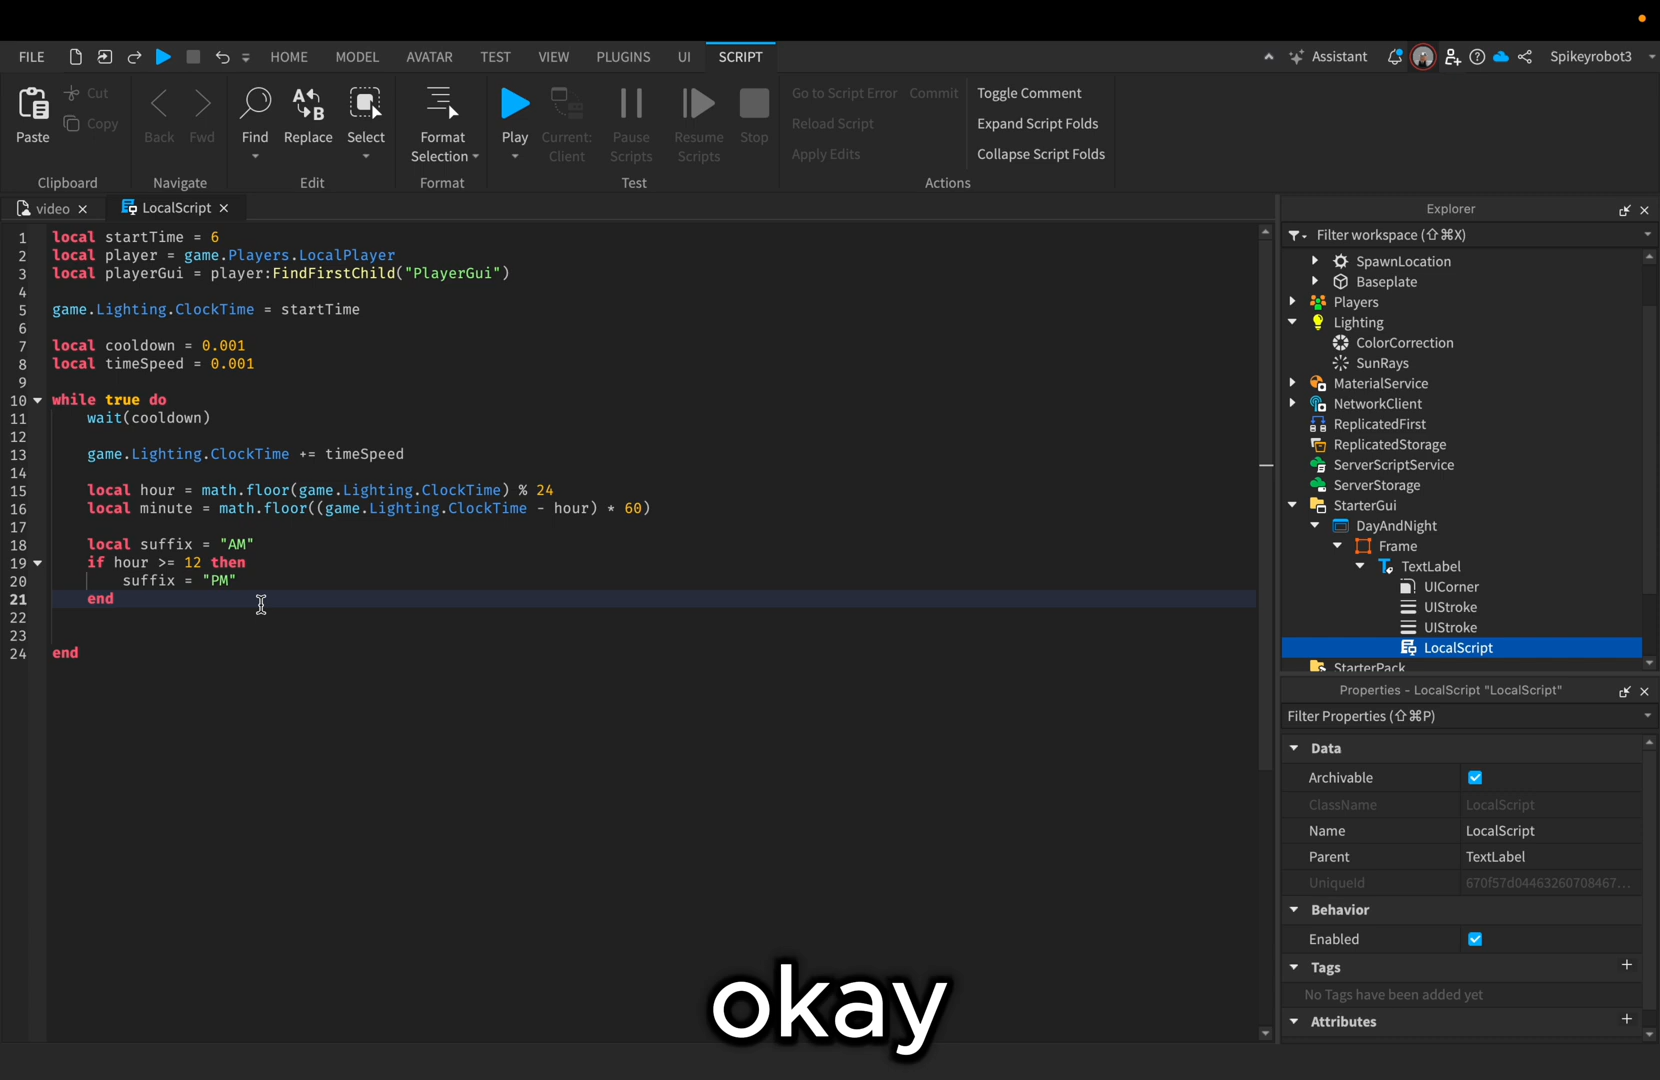 FILE HOME MODEL AVATAR TEST VIEW PLUGINS UI SCRIPT Assistant Spikeyrobot3
Paste Cut Copy
Clipboard
Back Fwd
Navigate
Find Replace Select
Edit
Format Selection
Format
Play Current: Client Pause Scripts Resume Scripts Stop
Test
Go to Script Error Commit Toggle Comment
Reload Script Expand Script Folds
Apply Edits Collapse Script Folds
Actions
video LocalScript
1 local startTime = 6
2 local player = game.Players.LocalPlayer
3 local playerGui = player:FindFirstChild("PlayerGui")
4
5 game.Lighting.ClockTime = startTime
6
7 local cooldown = 0.001
8 local timeSpeed = 0.001
9
10 while true do
11 wait(cooldown)
12
13 game.Lighting.ClockTime += timeSpeed
14
15 local hour = math.floor(game.Lighting.ClockTime) % 24
16 local minute = math.floor((game.Lighting.ClockTime - hour) * 60)
17
18 local suffix = "AM"
19 if hour >= 12 then
20 suffix = "PM"
21 end
22
23
24 end
Explorer
Filter workspace (⇧⌘X)
SpawnLocation
Baseplate
Players
Lighting
ColorCorrection
SunRays
MaterialService
NetworkClient
ReplicatedFirst
ReplicatedStorage
ServerScriptService
ServerStorage
StarterGui
DayAndNight
Frame
TextLabel
UICorner
UIStroke
UIStroke
LocalScript
StarterPack
Properties - LocalScript "LocalScript"
Filter Properties (⇧⌘P)
Data
Archivable
ClassName LocalScript
Name LocalScript
Parent TextLabel
UniqueId 670f57d04463260708467...
Behavior
Enabled
Tags
No Tags have been added yet
Attributes
okay